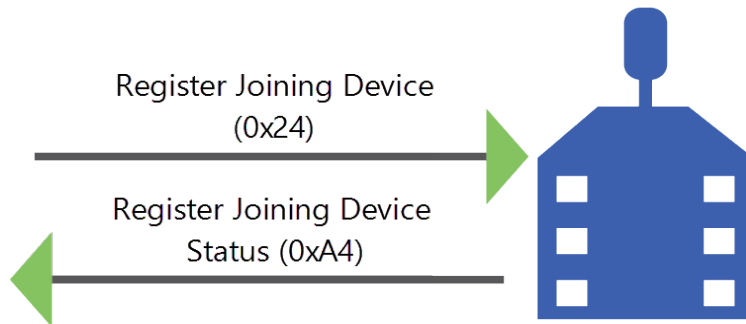 Register Joining Device
(0x24)
Register Joining Device
Status (0xA4)